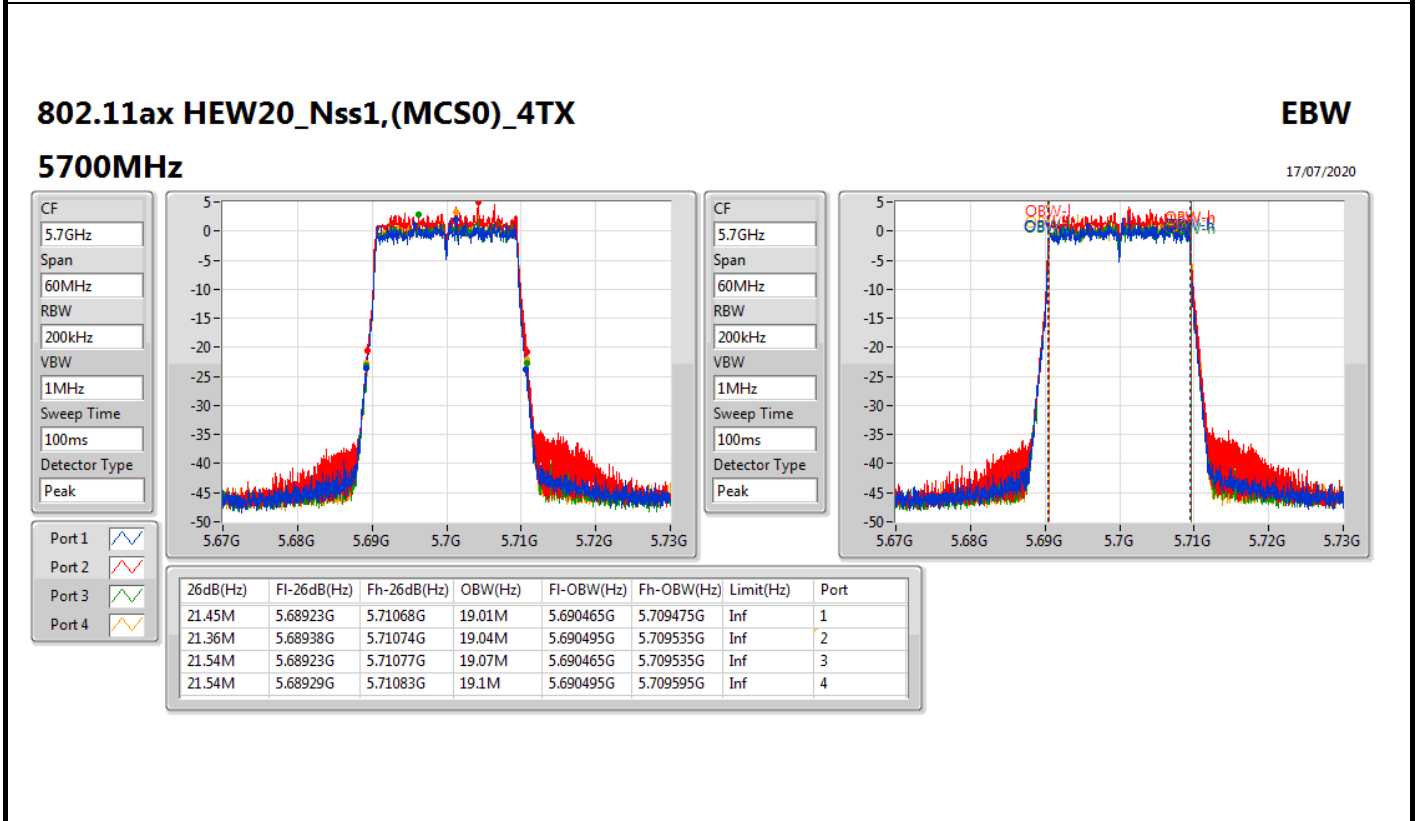 802.11ax HEW20_Nss1,(MCS0)_4TX
EBW
5700MHz
17/07/2020
CF
5.7GHz
Span
60MHz
RBW
200kHz
VBW
1MHz
Sweep Time
100ms
Detector Type
Peak
5
0
-5
-10
-15
-20
-25
-30
-35
-40
-45
-50
5.67G 5.68G 5.69G 5.7G 5.71G 5.72G 5.73G
CF
5.7GHz
Span
60MHz
RBW
200kHz
VBW
1MHz
Sweep Time
100ms
Detector Type
Peak
5
0
-5
-10
-15
-20
-25
-30
-35
-40
-45
-50
OBW-l
OBW-h
5.67G 5.68G 5.69G 5.7G 5.71G 5.72G 5.73G
Port 1
Port 2
Port 3
Port 4
26dB(Hz) Fl-26dB(Hz) Fh-26dB(Hz) OBW(Hz) Fl-OBW(Hz) Fh-OBW(Hz) Limit(Hz) Port
21.45M 5.68923G 5.71068G 19.01M 5.690465G 5.709475G Inf 1
21.36M 5.68938G 5.71074G 19.04M 5.690495G 5.709535G Inf 2
21.54M 5.68923G 5.71077G 19.07M 5.690465G 5.709535G Inf 3
21.54M 5.68929G 5.71083G 19.1M 5.690495G 5.709595G Inf 4